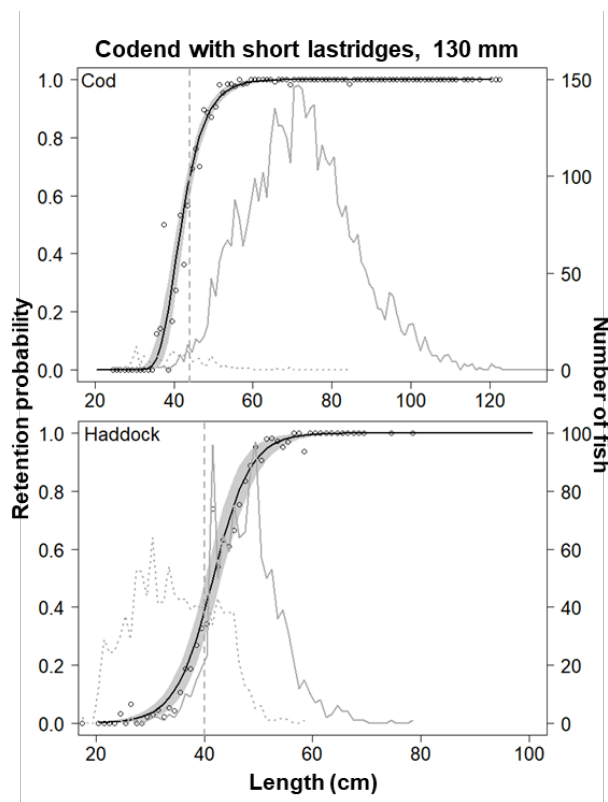 Codend with short lastridges, 130 mm
Cod
1.0
0.8
0.6
0.4
0.2
0.0
150
100
50
0
20 40 60 80 100 120
Retention probability
Number of fish
Haddock
1.0
0.8
0.6
0.4
0.2
0.0
100
80
60
40
20
0
20 40 60 80 100
Length (cm)